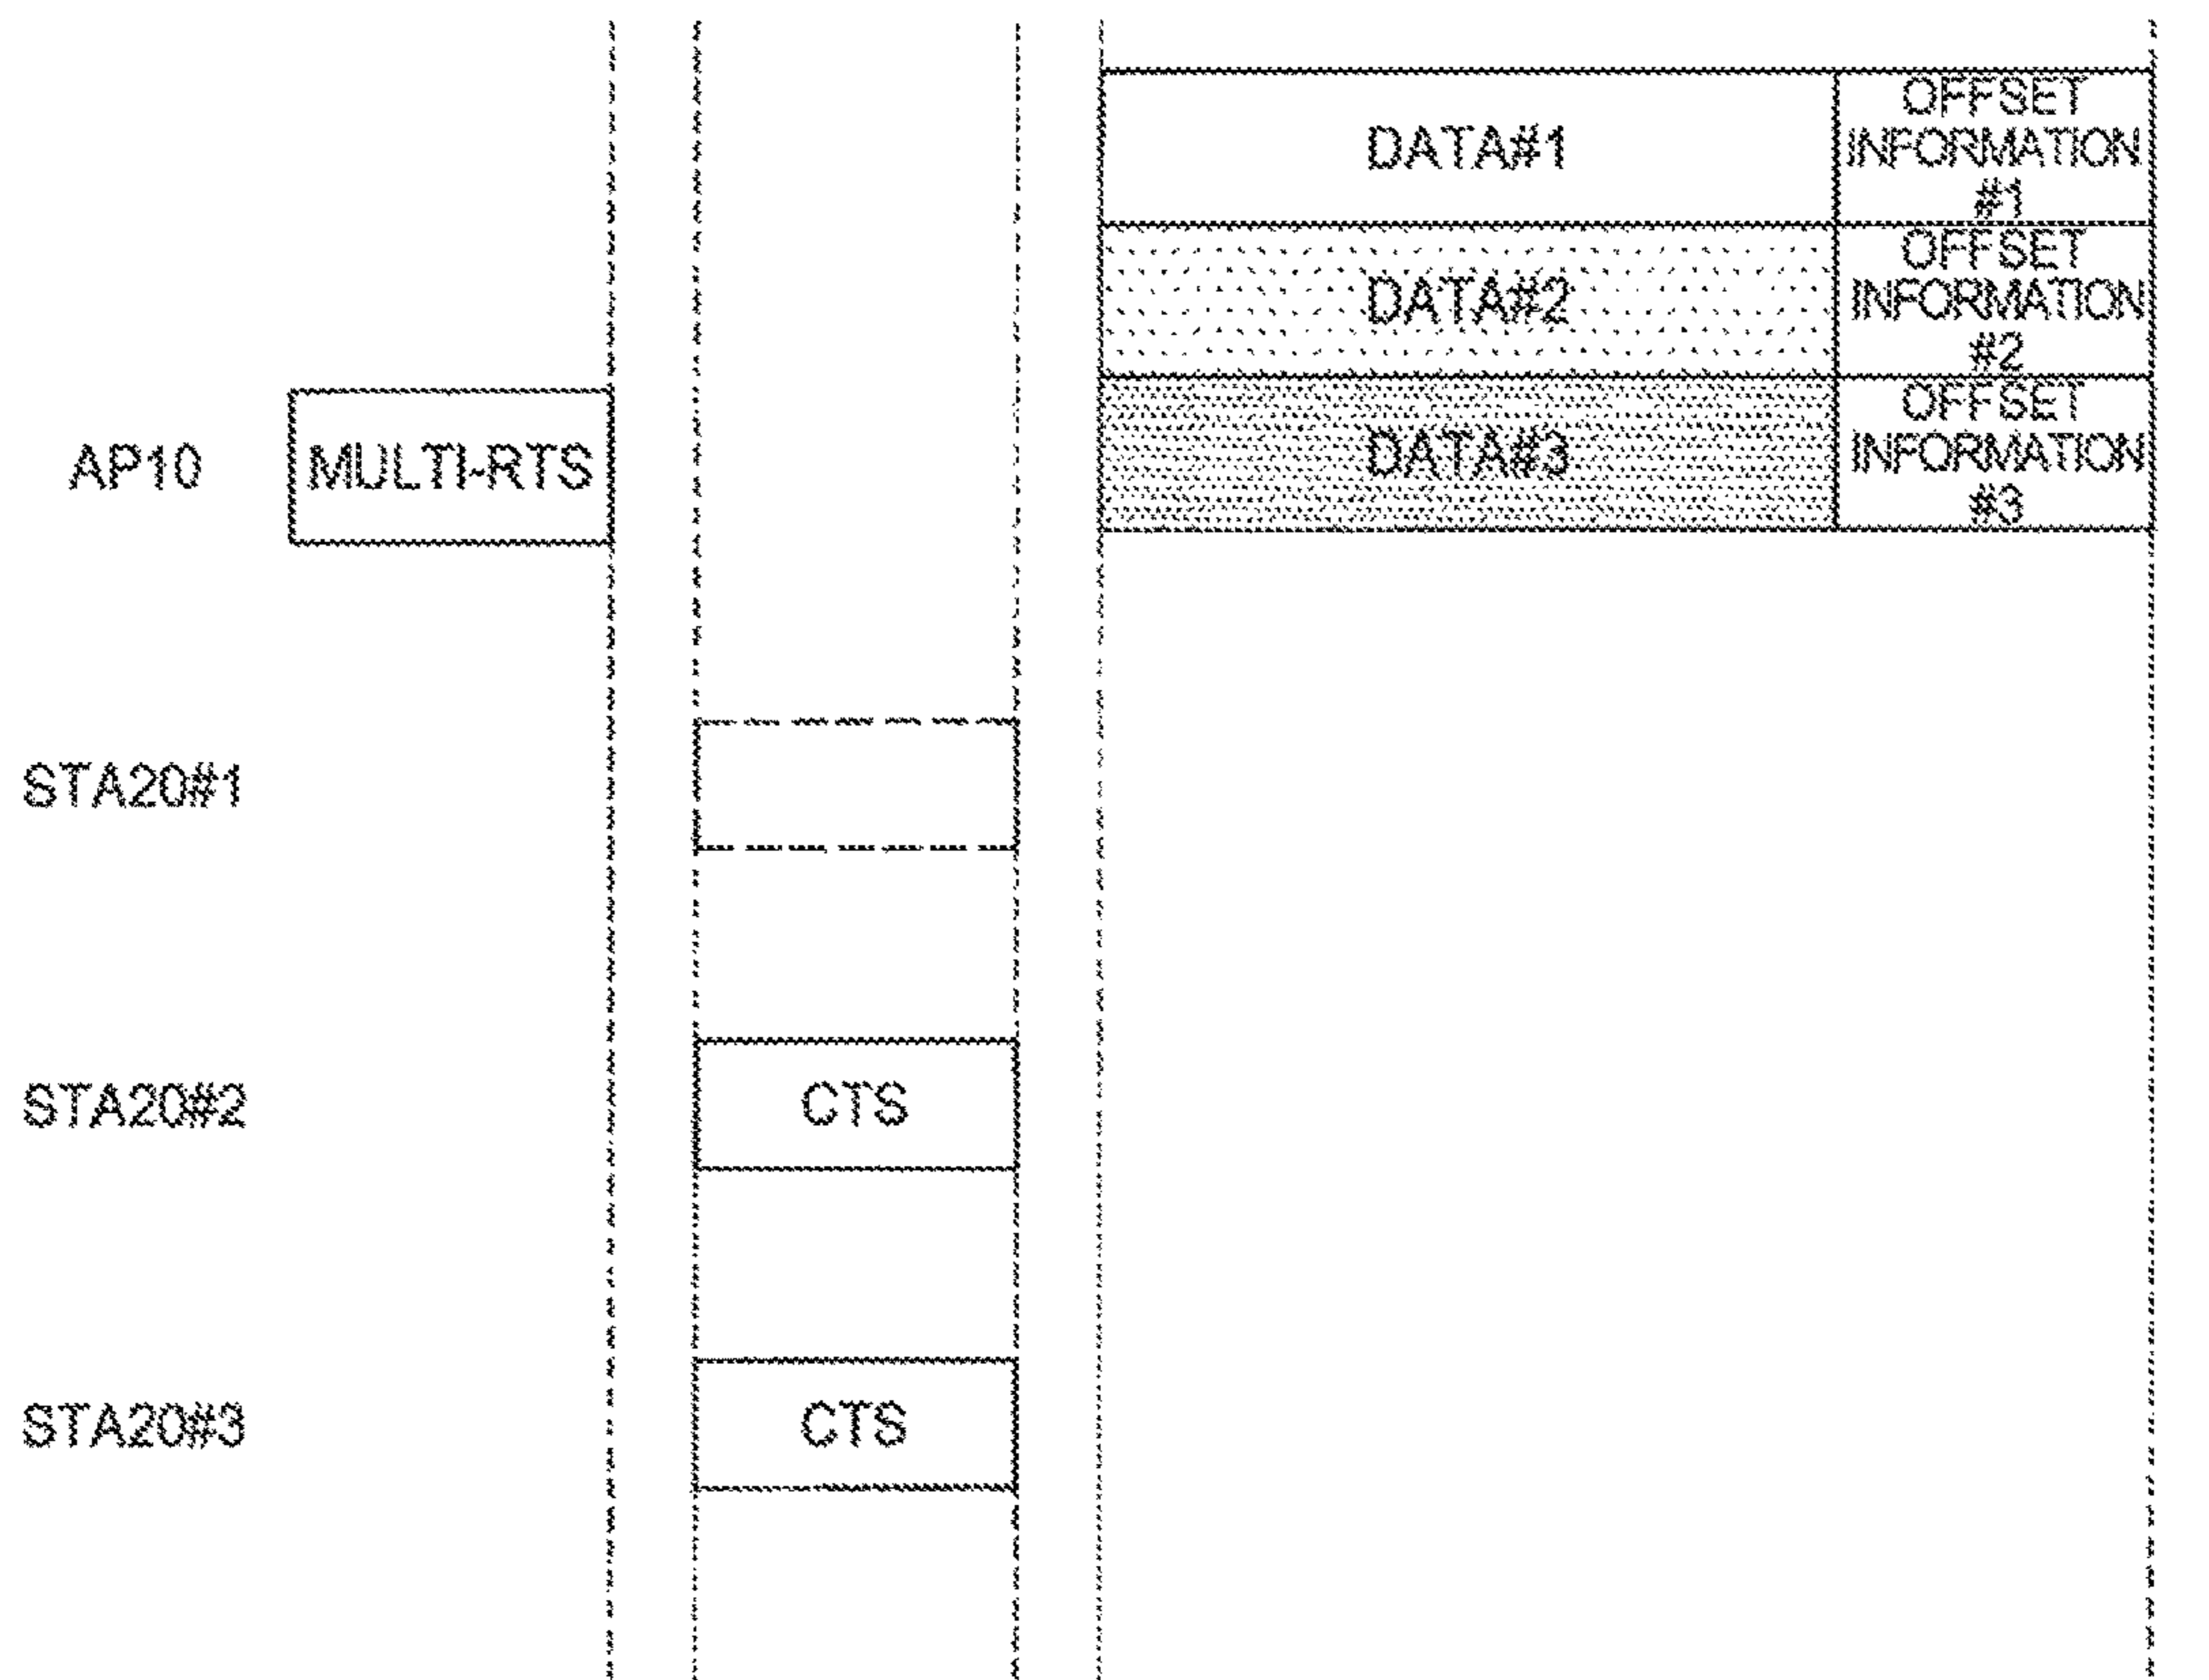 DATA#1
OFFSET
INFORMATION
#1
DATA#2
OFFSET
INFORMATION
#2
AP10
MULTI-RTS
DATA#3
OFFSET
INFORMATION
#3
STA20#1
STA20#2
CTS
STA20#3
CTS